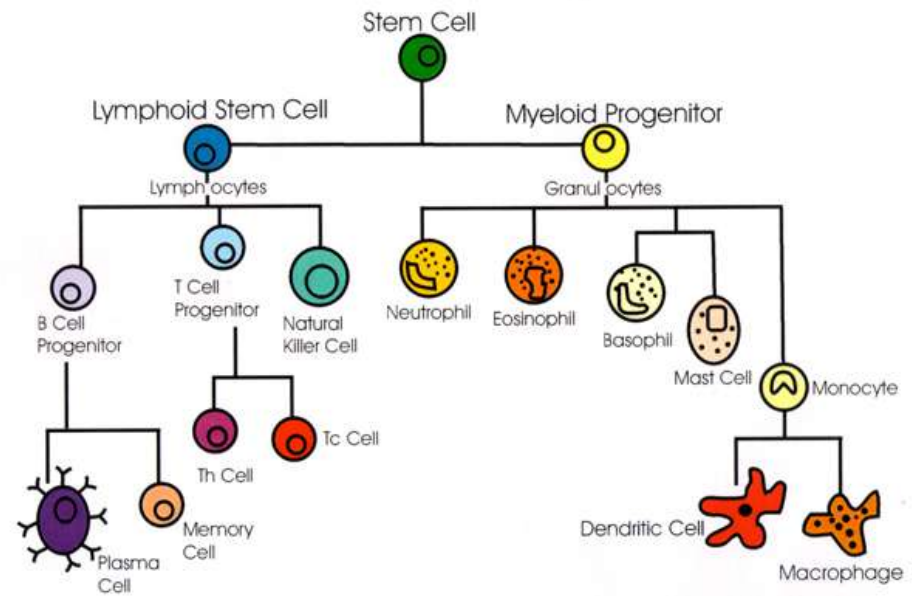 Stem Cell
Lymphoid Stem Cell
Myeloid Progenitor
Lymph ocytes
Granul ocytes
B Cell
Progenitor
T Cell
Progenitor
Natural
Killer Cell
Neutrophil
Eosinophil
Basophil
Mast Cell
Monocyte
Th Cell
Tc Cell
Plasma
Cell
Memory
Cell
Dendritic Cell
Macrophage